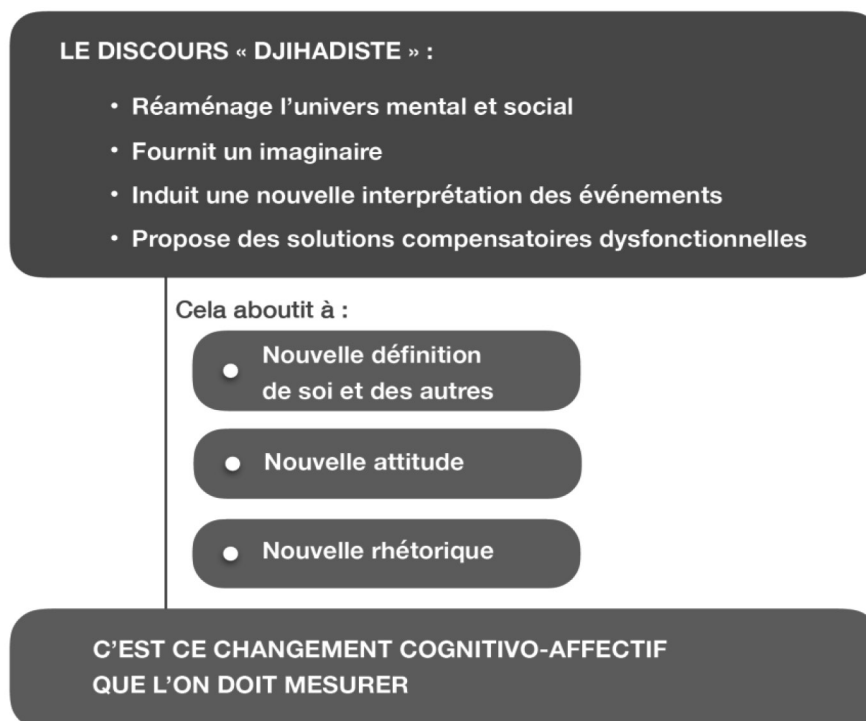 LE DISCOURS « DJIHADISTE » :
• Réaménage l’univers mental et social
• Fournit un imaginaire
• Induit une nouvelle interprétation des événements
• Propose des solutions compensatoires dysfonctionnelles
Cela aboutit à :
Nouvelle définition
de soi et des autres
Nouvelle attitude
Nouvelle rhétorique
C’EST CE CHANGEMENT COGNITIVO-AFFECTIF
QUE L’ON DOIT MESURER